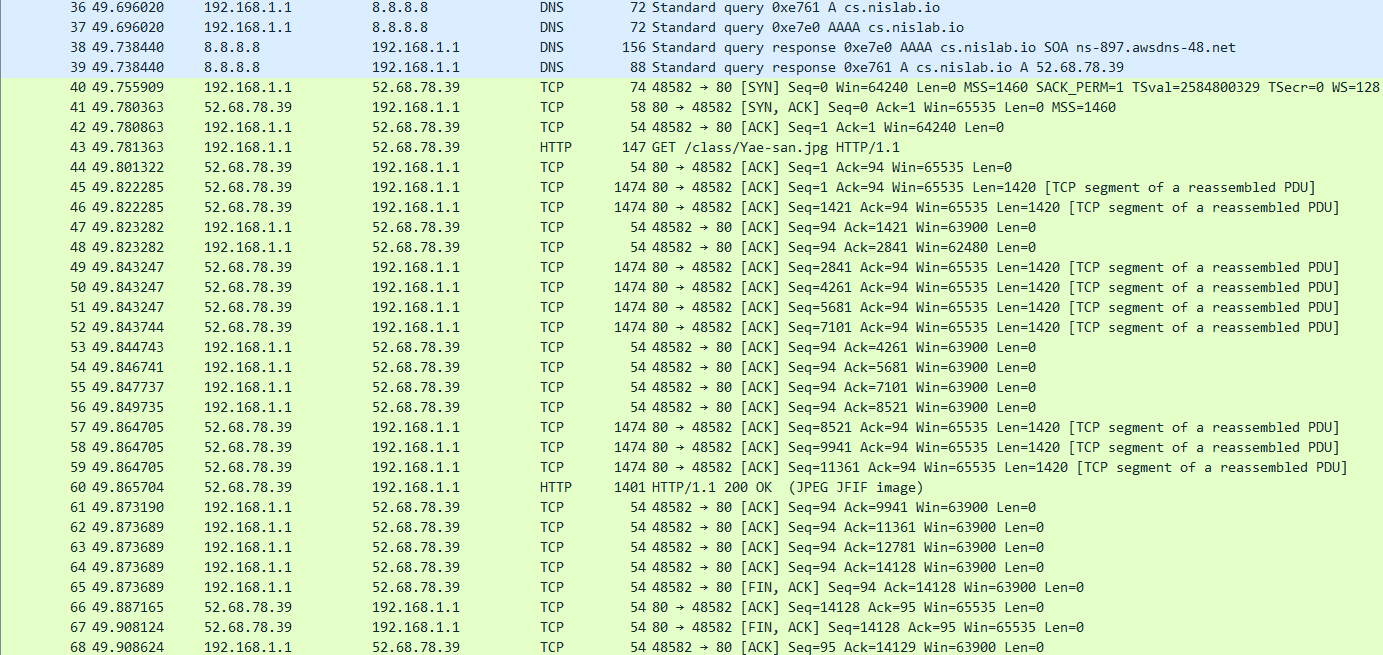 36 49.696020 192.168.1.1 8.8.8.8 DNS 72 Standard query 0xe761 A cs.nislab.io
37 49.696020 192.168.1.1 8.8.8.8 DNS 72 Standard query 0xe7e0 AAAA cs.nislab.io
38 49.738440 8.8.8.8 192.168.1.1 DNS 156 Standard query response 0xe7e0 AAAA cs.nislab.io SOA ns-897.awsdns-48.net
39 49.738440 8.8.8.8 192.168.1.1 DNS 88 Standard query response 0xe761 A cs.nislab.io A 52.68.78.39
40 49.755909 192.168.1.1 52.68.78.39 TCP 74 48582 → 80 [SYN] Seq=0 Win=64240 Len=0 MSS=1460 SACK_PERM=1 TSval=2584800329 TSecr=0 WS=128
41 49.780363 52.68.78.39 192.168.1.1 TCP 58 80 → 48582 [SYN, ACK] Seq=0 Ack=1 Win=65535 Len=0 MSS=1460
42 49.780863 192.168.1.1 52.68.78.39 TCP 54 48582 → 80 [ACK] Seq=1 Ack=1 Win=64240 Len=0
43 49.781363 192.168.1.1 52.68.78.39 HTTP 147 GET /class/Yae-san.jpg HTTP/1.1
44 49.801322 52.68.78.39 192.168.1.1 TCP 54 80 → 48582 [ACK] Seq=1 Ack=94 Win=65535 Len=0
45 49.822285 52.68.78.39 192.168.1.1 TCP 1474 80 → 48582 [ACK] Seq=1 Ack=94 Win=65535 Len=1420 [TCP segment of a reassembled PDU]
46 49.822285 52.68.78.39 192.168.1.1 TCP 1474 80 → 48582 [ACK] Seq=1421 Ack=94 Win=65535 Len=1420 [TCP segment of a reassembled PDU]
47 49.823282 192.168.1.1 52.68.78.39 TCP 54 48582 → 80 [ACK] Seq=94 Ack=1421 Win=63900 Len=0
48 49.823282 192.168.1.1 52.68.78.39 TCP 54 48582 → 80 [ACK] Seq=94 Ack=2841 Win=62480 Len=0
49 49.843247 52.68.78.39 192.168.1.1 TCP 1474 80 → 48582 [ACK] Seq=2841 Ack=94 Win=65535 Len=1420 [TCP segment of a reassembled PDU]
50 49.843247 52.68.78.39 192.168.1.1 TCP 1474 80 → 48582 [ACK] Seq=4261 Ack=94 Win=65535 Len=1420 [TCP segment of a reassembled PDU]
51 49.843247 52.68.78.39 192.168.1.1 TCP 1474 80 → 48582 [ACK] Seq=5681 Ack=94 Win=65535 Len=1420 [TCP segment of a reassembled PDU]
52 49.843744 52.68.78.39 192.168.1.1 TCP 1474 80 → 48582 [ACK] Seq=7101 Ack=94 Win=65535 Len=1420 [TCP segment of a reassembled PDU]
53 49.844743 192.168.1.1 52.68.78.39 TCP 54 48582 → 80 [ACK] Seq=94 Ack=4261 Win=63900 Len=0
54 49.846741 192.168.1.1 52.68.78.39 TCP 54 48582 → 80 [ACK] Seq=94 Ack=5681 Win=63900 Len=0
55 49.847737 192.168.1.1 52.68.78.39 TCP 54 48582 → 80 [ACK] Seq=94 Ack=7101 Win=63900 Len=0
56 49.849735 192.168.1.1 52.68.78.39 TCP 54 48582 → 80 [ACK] Seq=94 Ack=8521 Win=63900 Len=0
57 49.864705 52.68.78.39 192.168.1.1 TCP 1474 80 → 48582 [ACK] Seq=8521 Ack=94 Win=65535 Len=1420 [TCP segment of a reassembled PDU]
58 49.864705 52.68.78.39 192.168.1.1 TCP 1474 80 → 48582 [ACK] Seq=9941 Ack=94 Win=65535 Len=1420 [TCP segment of a reassembled PDU]
59 49.864705 52.68.78.39 192.168.1.1 TCP 1474 80 → 48582 [ACK] Seq=11361 Ack=94 Win=65535 Len=1420 [TCP segment of a reassembled PDU]
60 49.865704 52.68.78.39 192.168.1.1 HTTP 1401 HTTP/1.1 200 OK (JPEG JFIF image)
61 49.873190 192.168.1.1 52.68.78.39 TCP 54 48582 → 80 [ACK] Seq=94 Ack=9941 Win=63900 Len=0
62 49.873689 192.168.1.1 52.68.78.39 TCP 54 48582 → 80 [ACK] Seq=94 Ack=11361 Win=63900 Len=0
63 49.873689 192.168.1.1 52.68.78.39 TCP 54 48582 → 80 [ACK] Seq=94 Ack=12781 Win=63900 Len=0
64 49.873689 192.168.1.1 52.68.78.39 TCP 54 48582 → 80 [ACK] Seq=94 Ack=14128 Win=63900 Len=0
65 49.873689 192.168.1.1 52.68.78.39 TCP 54 48582 → 80 [FIN, ACK] Seq=94 Ack=14128 Win=63900 Len=0
66 49.887165 52.68.78.39 192.168.1.1 TCP 54 80 → 48582 [ACK] Seq=14128 Ack=95 Win=65535 Len=0
67 49.908124 52.68.78.39 192.168.1.1 TCP 54 80 → 48582 [FIN, ACK] Seq=14128 Ack=95 Win=65535 Len=0
68 49.908624 192.168.1.1 52.68.78.39 TCP 54 48582 → 80 [ACK] Seq=95 Ack=14129 Win=63900 Len=0